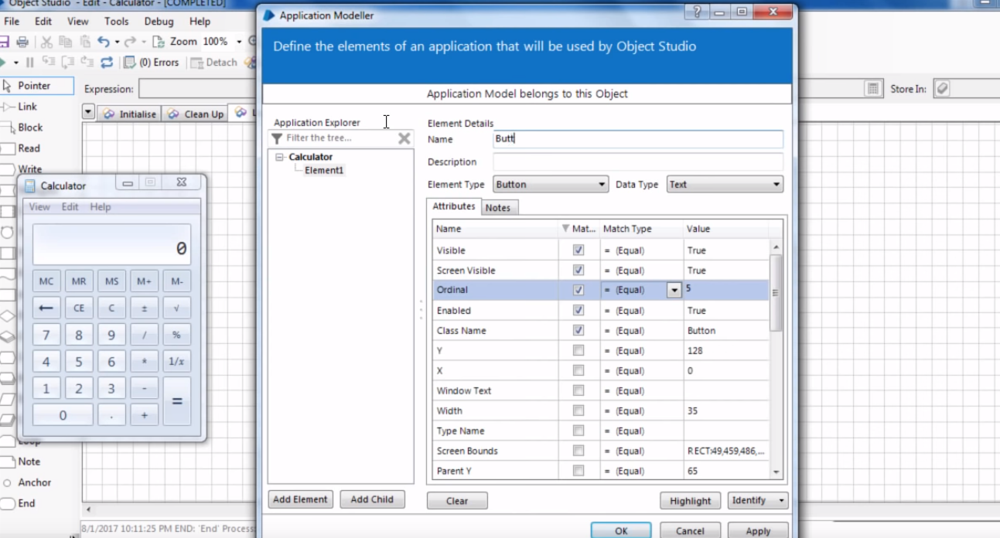 Object Studio - Edit - Calculator - [COMPLETED]
File Edit View Tools Debug Help
Zoom 100%
(0) Errors Detach
Pointer
Link
Block
Read
Write
Loop
Note
Anchor
End
Expression:
Store In:
Initialise Clean Up
8/1/2017 10:11:25 PM END: 'End' Process
Calculator
View Edit Help
0
MC MR MS M+ M-
← CE C ± √
7 8 9 / %
4 5 6 * 1/x
1 2 3 - =
0 . +
Application Modeller
?
Define the elements of an application that will be used by Object Studio
Application Model belongs to this Object
Application Explorer
Filter the tree...
Calculator
Element1
Add Element Add Child
Element Details
Name Butt
Description
Element Type Button Data Type Text
Attributes Notes
Name Mat... Match Type Value
Visible = (Equal) True
Screen Visible = (Equal) True
Ordinal = (Equal) 5
Enabled = (Equal) True
Class Name = (Equal) Button
Y = (Equal) 128
X = (Equal) 0
Window Text = (Equal)
Width = (Equal) 35
Type Name = (Equal)
Screen Bounds = (Equal) RECT:49,459,486,...
Parent Y = (Equal) 65
Clear Highlight Identify
OK Cancel Apply